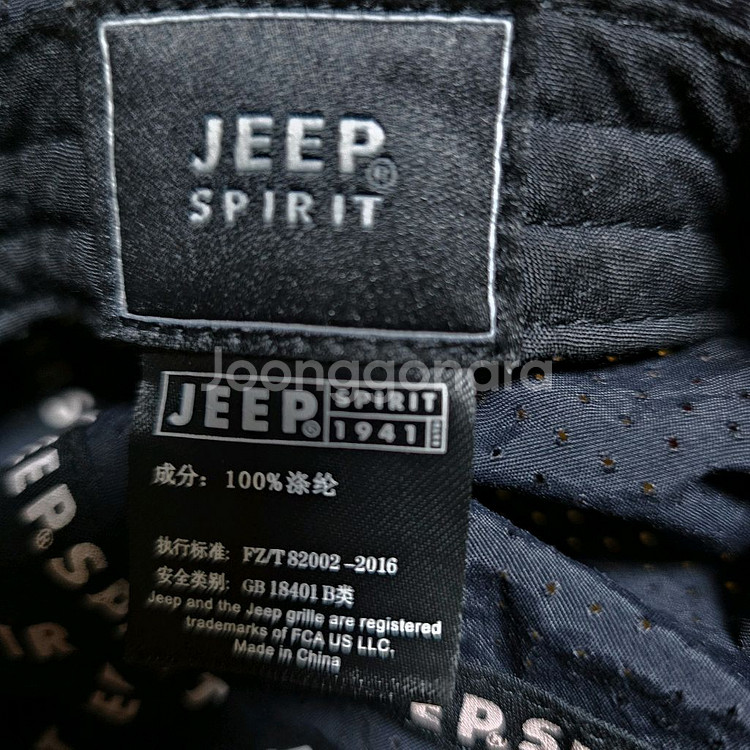 JEEP®
SPIRIT
Joonggonara
JEEP® SPIRIT
1941
成分: 100%涤纶
执行标准: FZ/T 82002-2016
安全类别: GB 18401 B类
Jeep and the Jeep grille are registered
trademarks of FCA US LLC.
Made in China